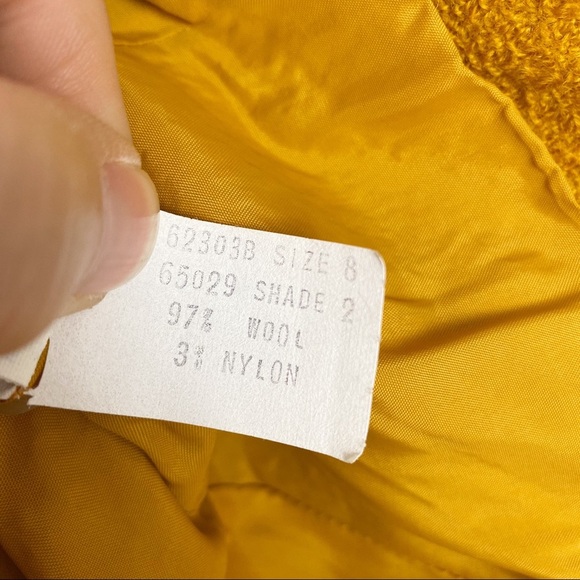 62303B SIZE 8
65029 SHADE 2
97% WOOL
3% NYLON